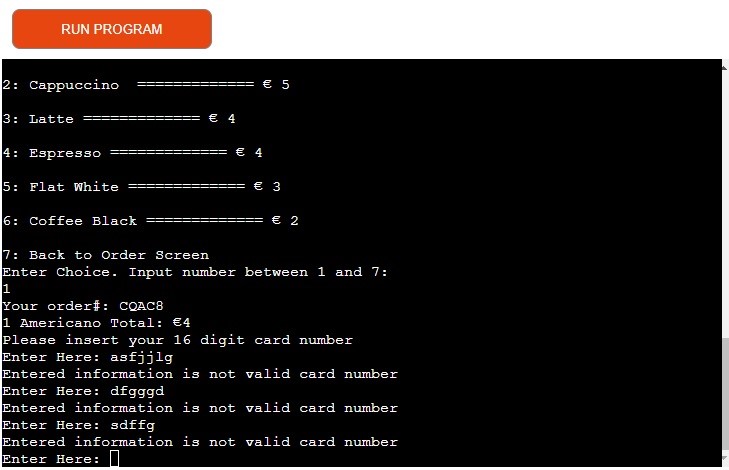 RUN PROGRAM
2: Cappuccino  ============= € 5
3: Latte ============= € 4
4: Espresso ============= € 4
5: Flat White ============= € 3
6: Coffee Black ============= € 2
7: Back to Order Screen
Enter Choice. Input number between 1 and 7:
1
Your order#: CQAC8
1 Americano Total: €4
Please insert your 16 digit card number
Enter Here: asfjjlg
Entered information is not valid card number
Enter Here: dfgggd
Entered information is not valid card number
Enter Here: sdffg
Entered information is not valid card number
Enter Here: